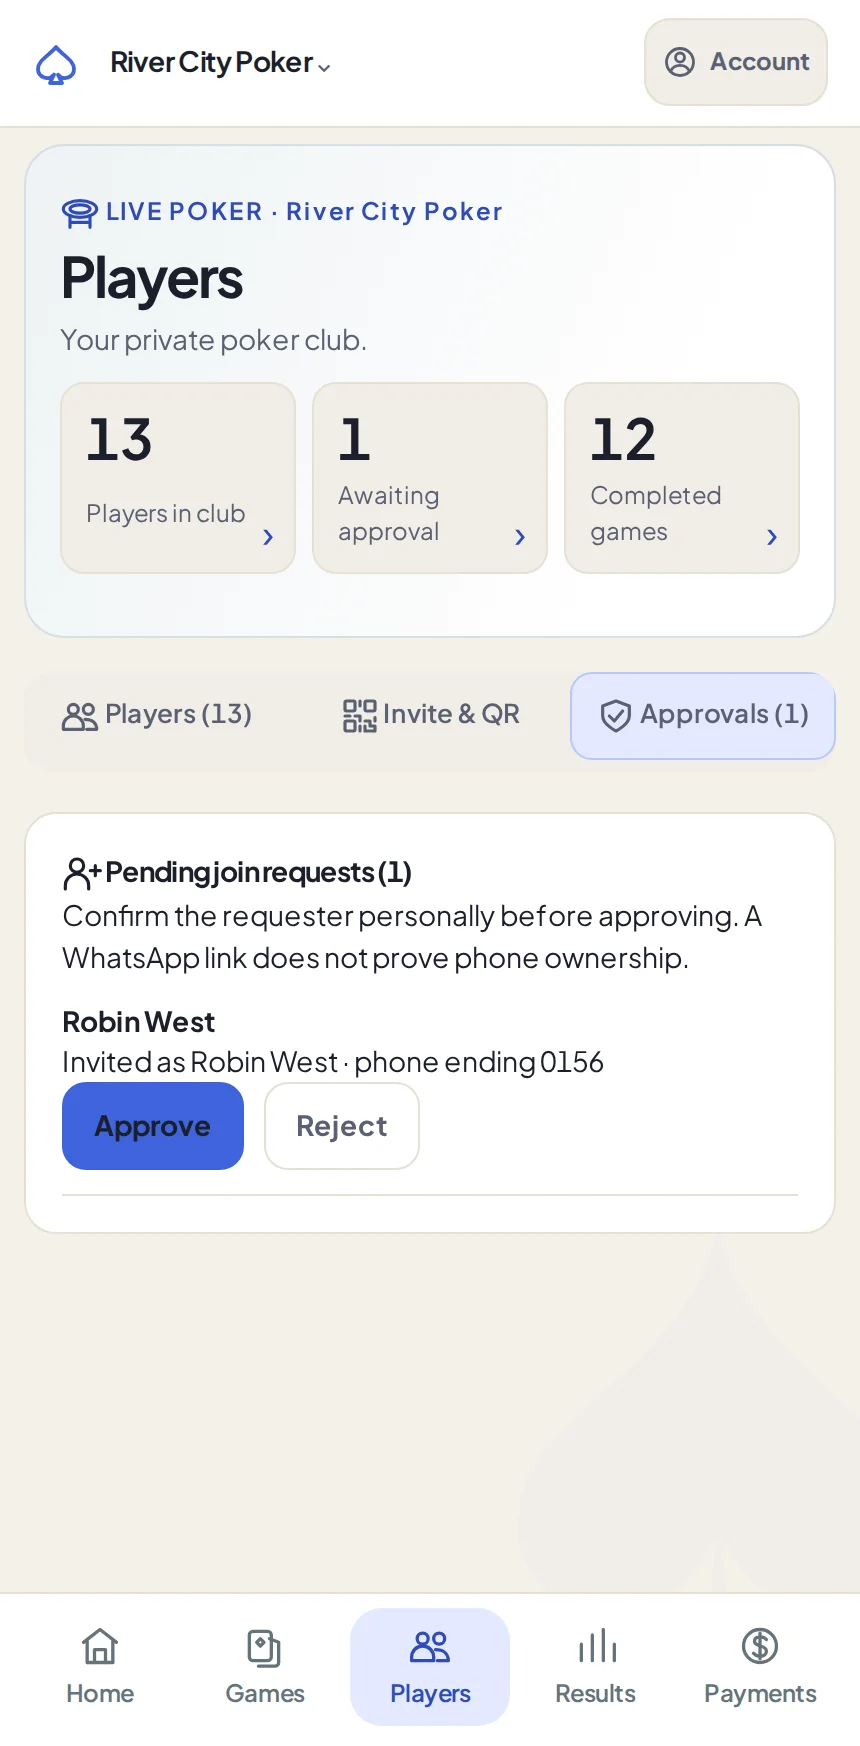 River City Poker
Account
LIVE POKER · River City Poker
Players
Your private poker club.
13
Players in club
1
Awaiting
approval
12
Completed
games
Players (13)
Invite & QR
Approvals (1)
Pending join requests (1)
Confirm the requester personally before approving. A
WhatsApp link does not prove phone ownership.
Robin West
Invited as Robin West · phone ending 0156
Approve
Reject
Home
Games
Players
Results
Payments